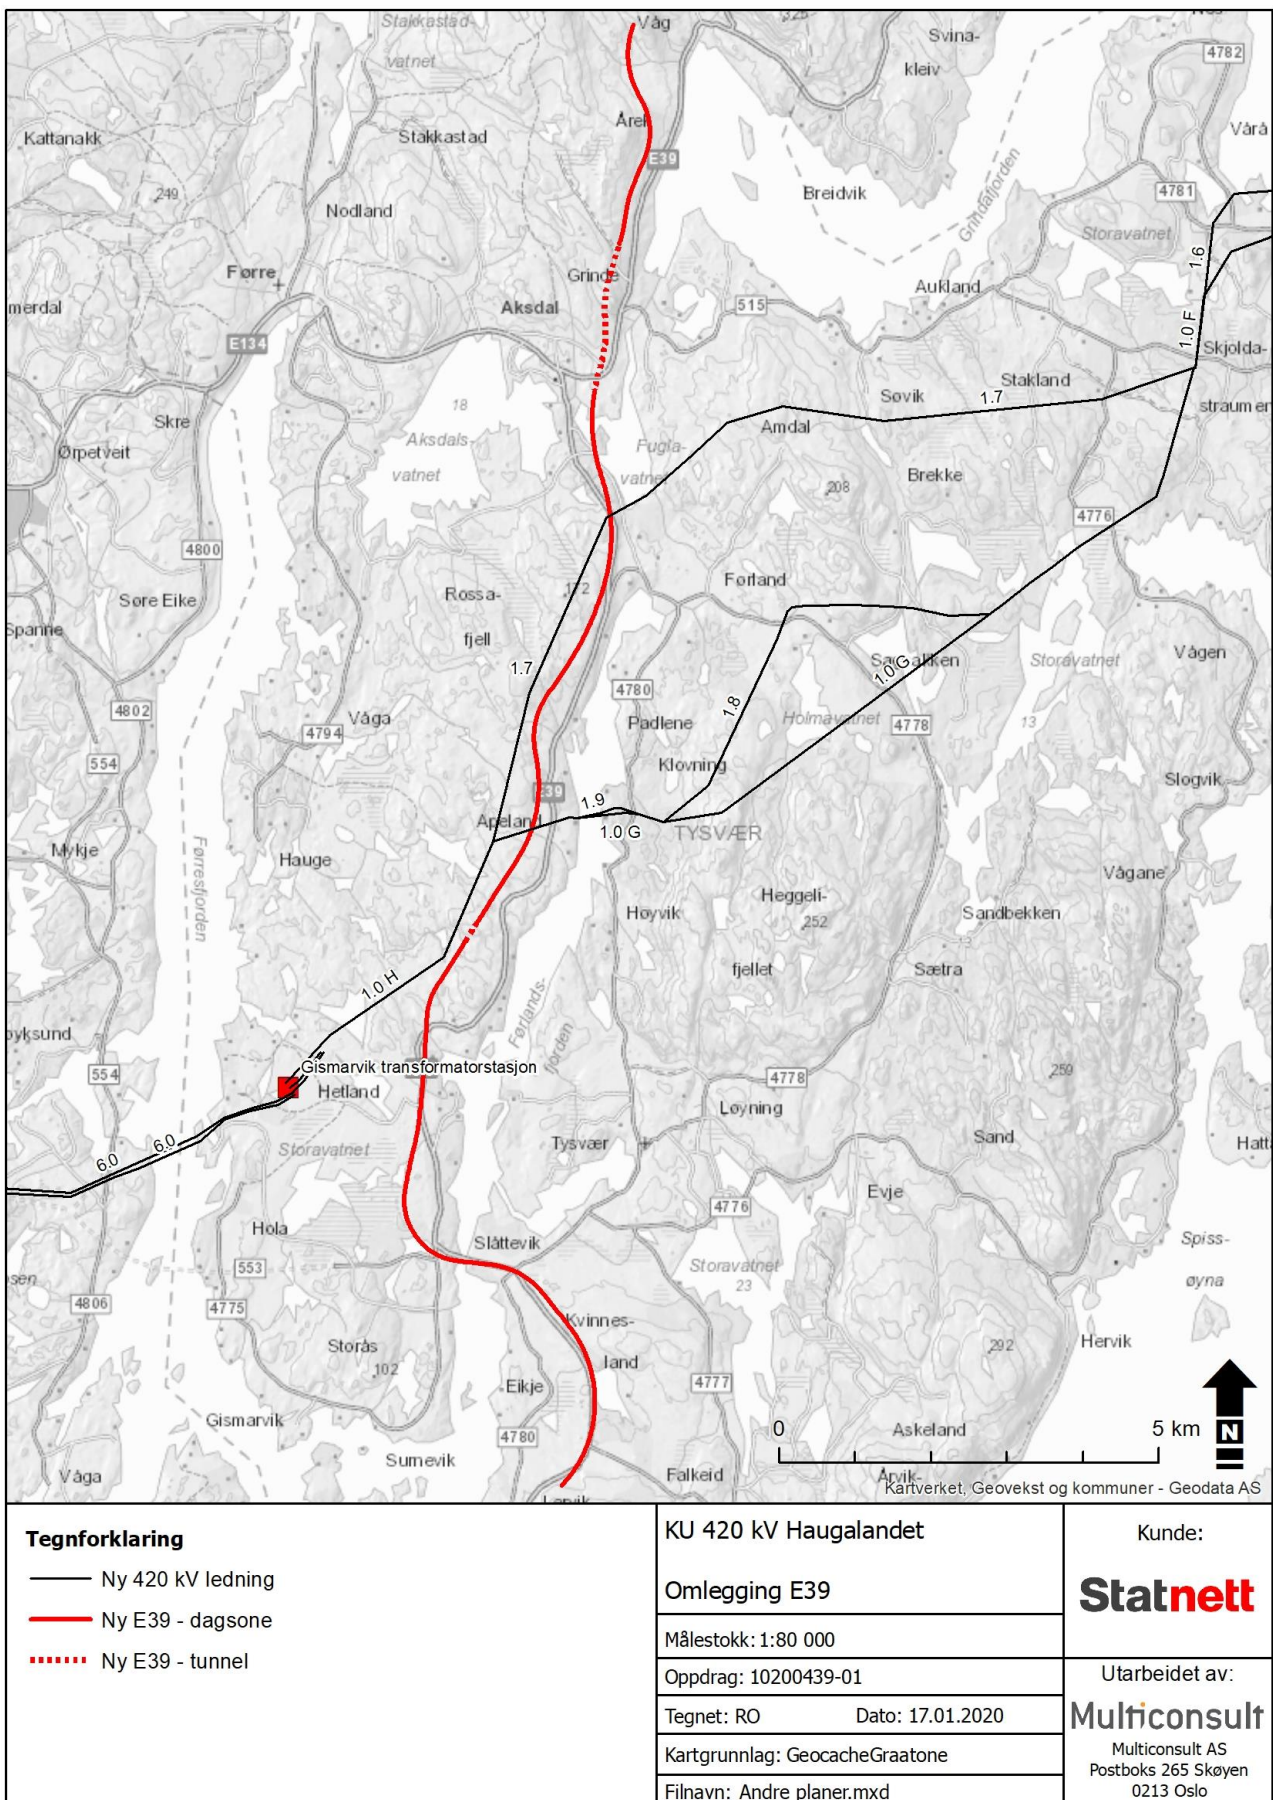 Stakkastad-
vatnet
Våg
325
Svina-
kleiv
4782
Kattanakk
Stakkastad
Årek
Vårå
E39
249
Nodland
Breidvik
Grindafjorden
4781
Storavatnet
Førre
Grinde
1.6
merdal
Aksdal
515
Aukland
E134
1.0 F
Skjolda-
straumen
18
Stakland
1.7
Søvik
Skre
Aksdals-
vatnet
Fugla-
vatnet
Amdal
Ørpetveit
208
Brekke
4776
4800
Søre Eike
Rossa-
fjell
172
Førland
Spanne
1.7
4780
1.0 G
Storavatnet
Vågen
4802
Våga
4794
Padlene
1.8
Holmavatnet
4778
13
554
Klovning
Slogvik
E39
1.9
Apeland
1.0 G
TYSVÆR
Mykje
Hauge
Førresfjorden
Vågane
Høyvik
Heggeli-
252
Sandbekken
fjellet
Sætra
1.0 H
Førlands-
fjorden
øyksund
554
Gismarvik transformatorstasjon
Hetland
4778
259
Løyning
6.0
6.0
Storavatnet
Tysvær
Sand
Evje
4776
Hola
Slåttevik
Spiss-
øyna
553
Storavatnet
23
4806
4775
Kvinnes-
land
Storås
102
292
Hervik
Eikje
4777
Gismarvik
4780
Askeland
0
5 km
N
Våga
Sumevik
Falkeid
Årvik-
Kartverket, Geovekst og kommuner - Geodata AS
Tegnforklaring
Ny 420 kV ledning
Ny E39 - dagsone
Ny E39 - tunnel
KU 420 kV Haugalandet
Omlegging E39
Målestokk: 1:80 000
Oppdrag: 10200439-01
Tegnet: RO Dato: 17.01.2020
Kartgrunnlag: GeocacheGraatone
Filnavn: Andre planer.mxd
Kunde:
Statnett
Utarbeidet av:
Multiconsult
Multiconsult AS
Postboks 265 Skøyen
0213 Oslo